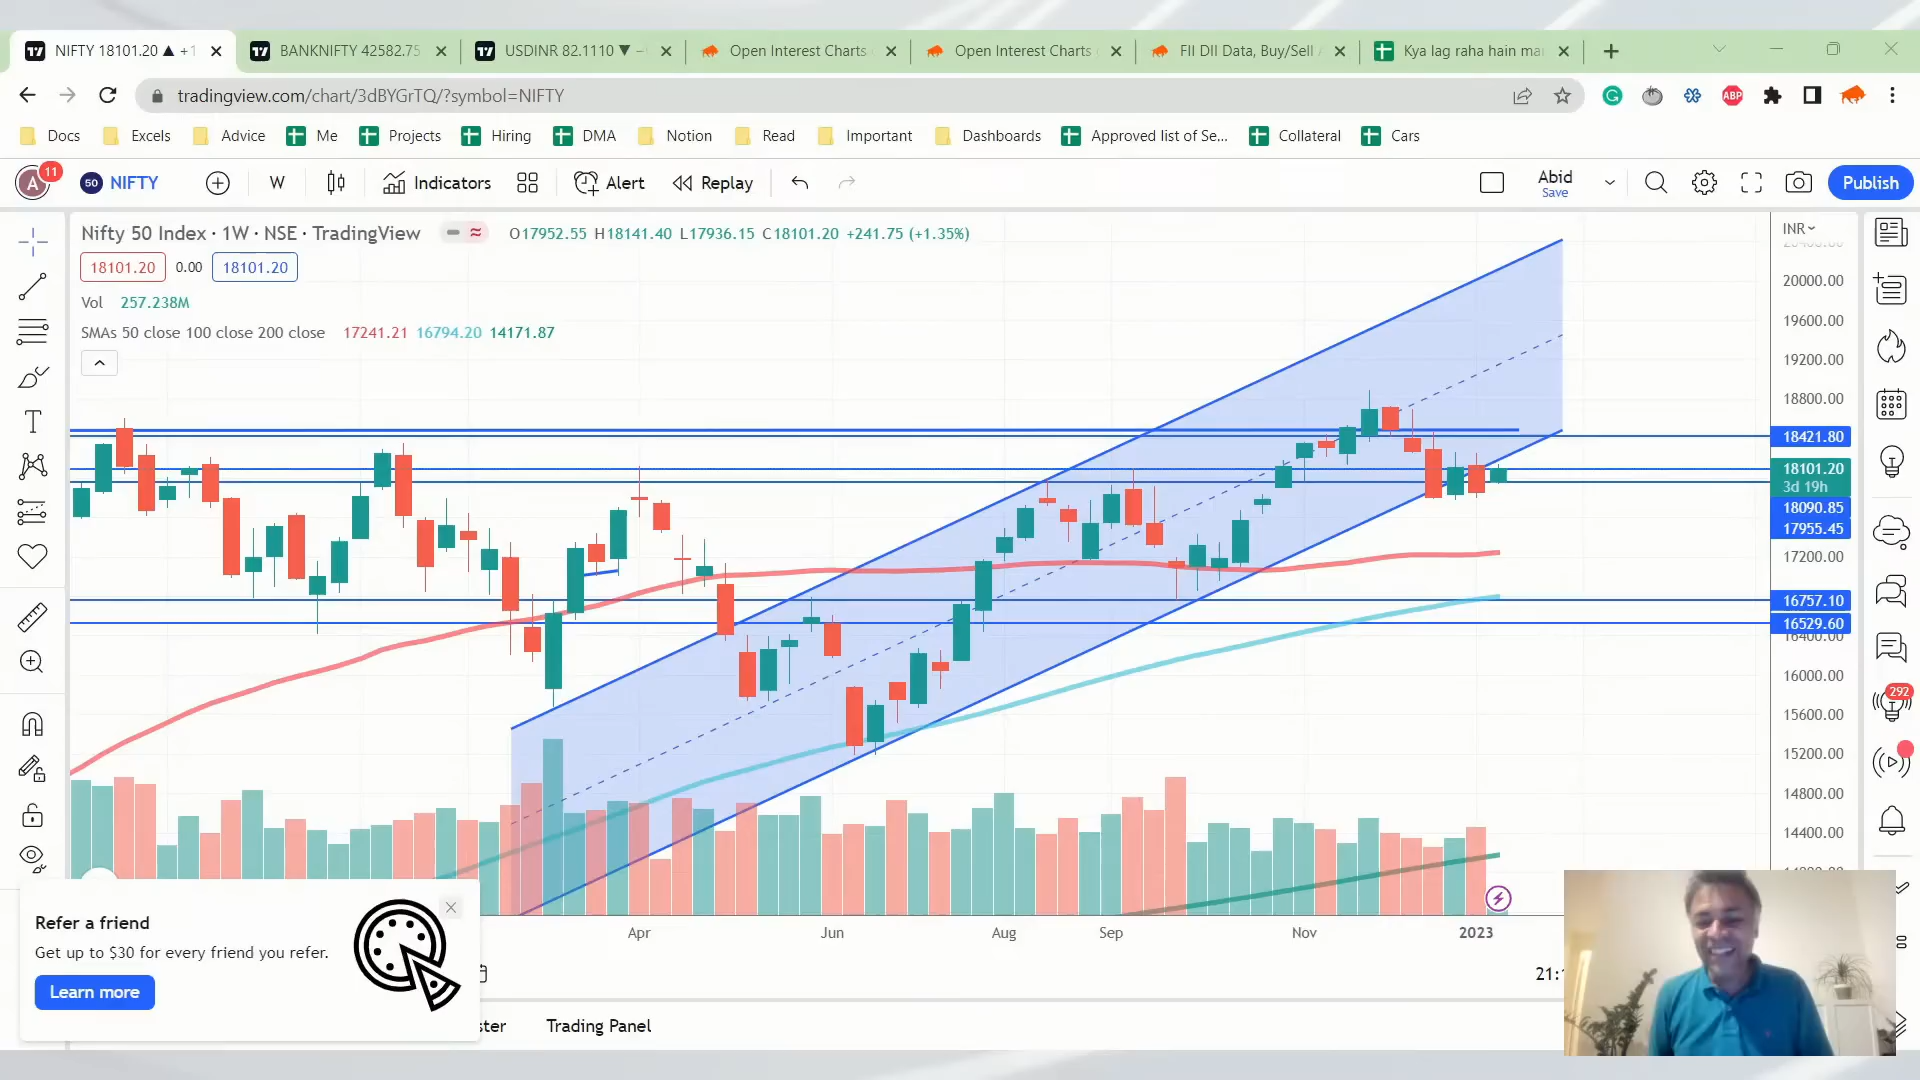 NIFTY 18101.20 ▲ +1
BANKNIFTY 42582.75
USDINR 82.1110 ▼ −
Open Interest Charts
Open Interest Charts
FII DII Data, Buy/Sell
Kya lag raha hain ma
tradingview.com/chart/3dBYGrTQ/?symbol=NIFTY
ABP
Docs
Excels
Advice
Me
Projects
Hiring
DMA
Notion
Read
Important
Dashboards
Approved list of Se...
Collateral
Cars
A
11
50
NIFTY
W
Indicators
Alert
Replay
Abid
Save
Publish
Nifty 50 Index · 1W · NSE · TradingView
O17952.55 H18141.40 L17936.15 C18101.20 +241.75 (+1.35%)
INR
18101.20
0.00
18101.20
Vol 257.238M
SMAs 50 close 100 close 200 close 17241.21 16794.20 14171.87
20000.00
19600.00
19200.00
18800.00
18421.80
18101.20
3d 19h
18090.85
17955.45
17200.00
16757.10
16529.60
16400.00
16000.00
15600.00
15200.00
14800.00
14400.00
292
Apr
Jun
Aug
Sep
Nov
2023
Refer a friend
Get up to $30 for every friend you refer.
Learn more
21:1
ster
Trading Panel